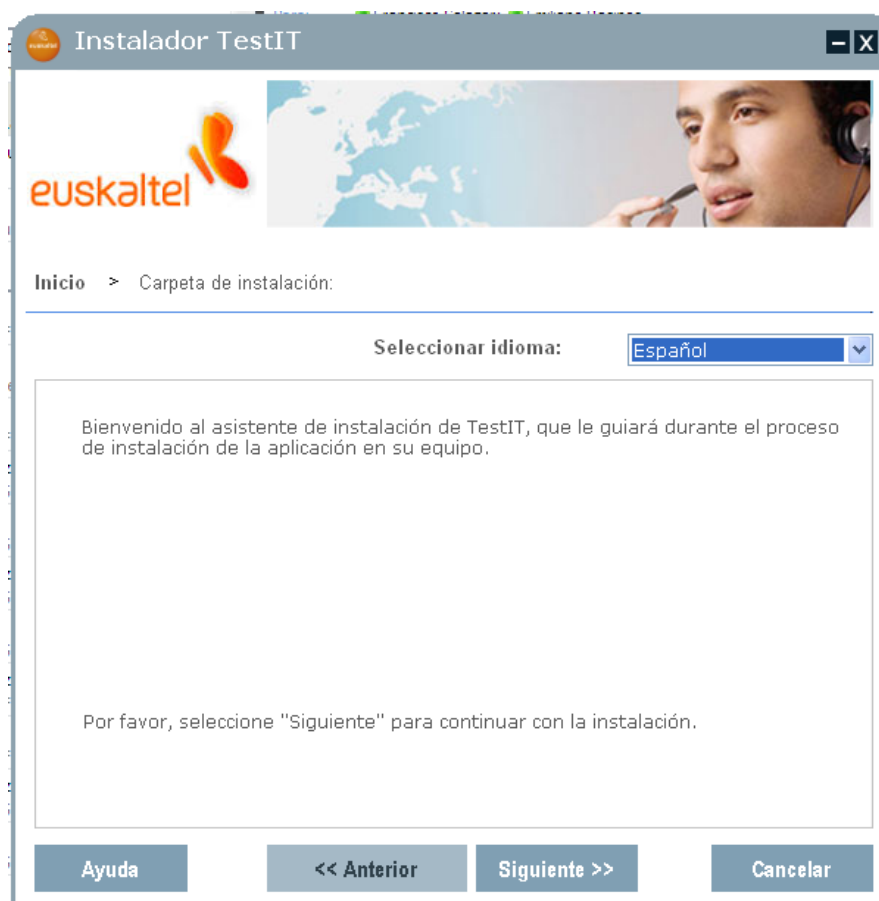 Instalador TestIT
euskaltel
Inicio > Carpeta de instalación:
Seleccionar idioma: Español
Bienvenido al asistente de instalación de TestIT, que le guiará durante el proceso
de instalación de la aplicación en su equipo.
Por favor, seleccione "Siguiente" para continuar con la instalación.
Ayuda << Anterior Siguiente >> Cancelar